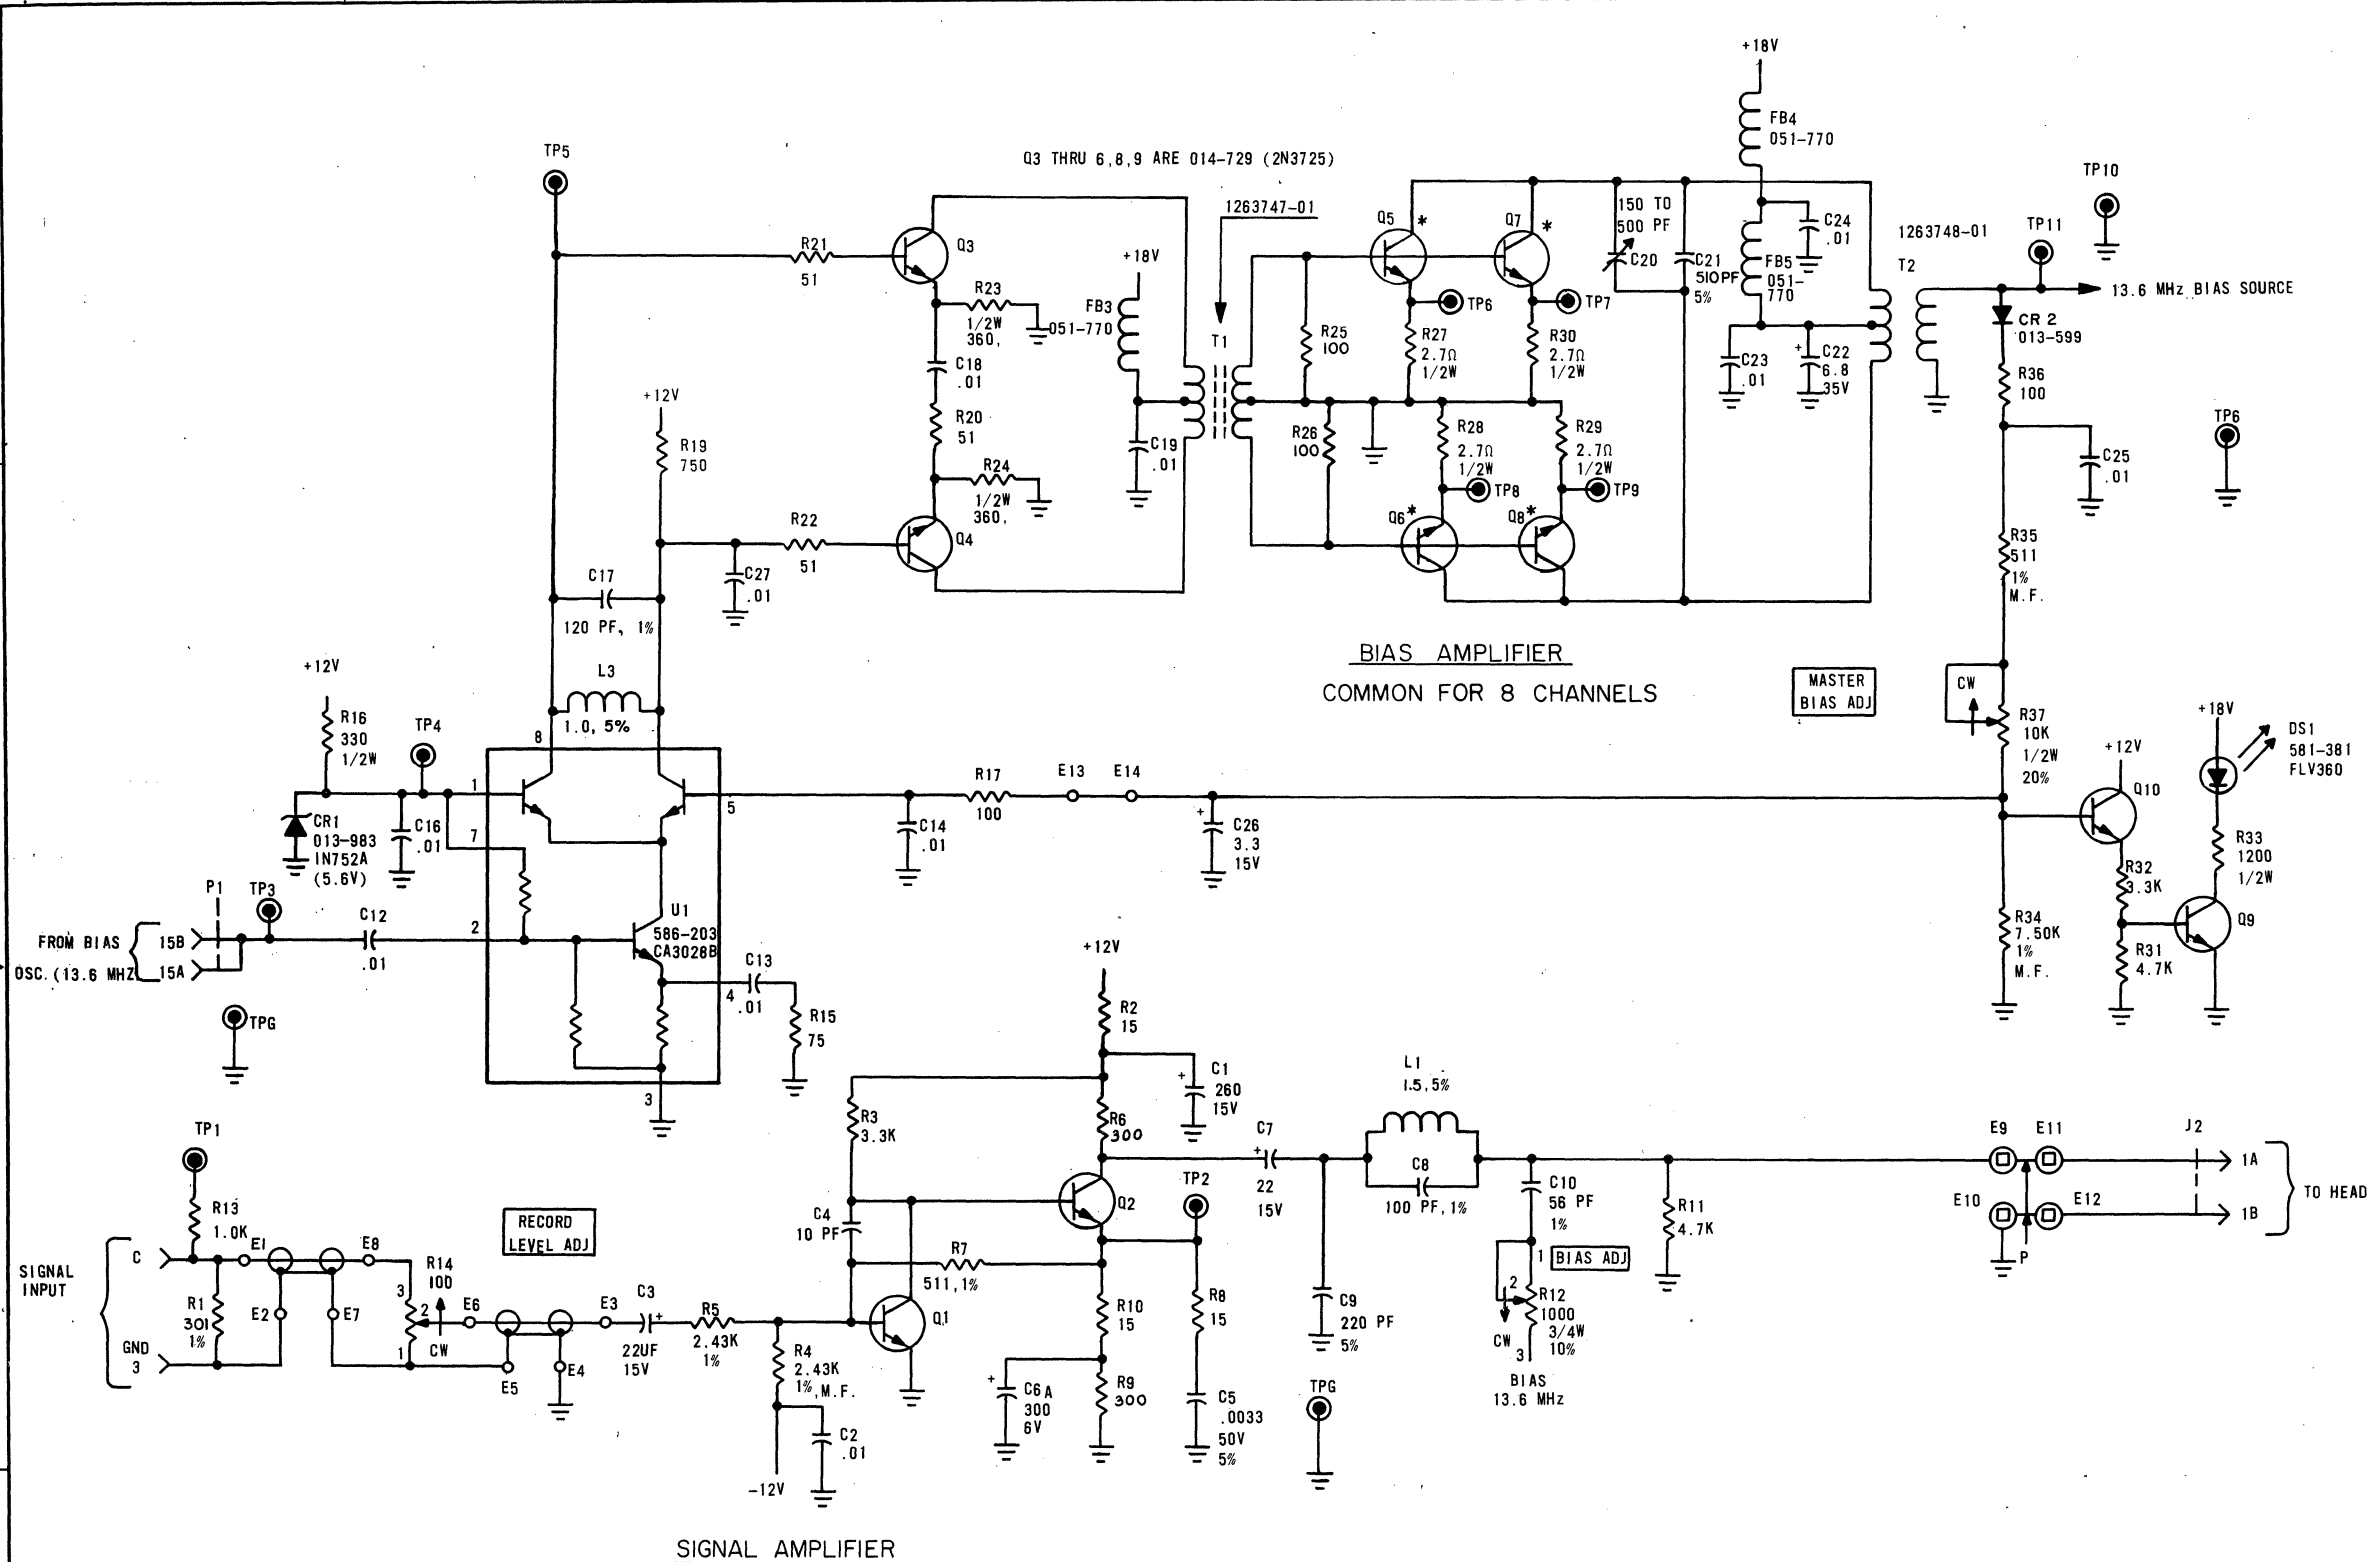 +18V
FB4
051-770
TP5
Q3 THRU 6,8,9 ARE 014-729 (2N3725)
TP10
1263747-01
Q5
*
Q7
*
150 TO
500 PF
C20
C21
510PF
5%
C24
.01
FB5
051-
770
1263748-01
T2
TP11
13.6 MHz BIAS SOURCE
R21
51
Q3
+18V
FB3
051-770
R23
1/2W
360,
TP6
TP7
T1
R25
100
R27
2.7Ω
1/2W
R30
2.7Ω
1/2W
C23
.01
+
C22
6.8
35V
CR 2
013-599
R36
100
C18
.01
+12V
R19
750
R20
51
C19
.01
R26
100
R28
2.7Ω
1/2W
R29
2.7Ω
1/2W
TP6
C25
.01
R24
1/2W
360,
TP8
TP9
R22
51
Q4
Q6
*
Q8
*
R35
511
1%
M.F.
C17
120 PF, 1%
C27
.01
BIAS AMPLIFIER
COMMON FOR 8 CHANNELS
MASTER
BIAS ADJ
+12V
L3
1.0, 5%
CW
R37
10K
1/2W
20%
+18V
DS1
581-381
FLV360
R16
330
1/2W
TP4
8
+12V
Q10
1
5
R17
100
E13
E14
CR1
013-983
IN752A
(5.6V)
C16
.01
7
C14
.01
+
C26
3.3
15V
R33
1200
1/2W
R32
3.3K
P1
TP3
C12
.01
2
U1
586-203
CA3028B
FROM BIAS
OSC. (13.6 MHZ
15B
15A
R34
7.50K
1%
M.F.
Q9
R31
4.7K
+12V
C13
.01
4
R15
75
TPG
R2
15
3
L1
1.5,5%
+
C1
260
15V
TP1
R3
3.3K
R6
300
C7
+
22
15V
C8
100 PF, 1%
E9
E11
J2
1A
TO HEAD
E10
E12
1B
P
TP2
Q2
C10
56 PF
1%
R11
4.7K
R13
1.0K
RECORD
LEVEL ADJ
C4
10 PF
SIGNAL
INPUT
C
E1
E8
R14
100
R7
511, 1%
1
BIAS ADJ
2
R12
1000
3/4W
10%
CW
3
BIAS
13.6 MHz
R1
301
1%
E2
E7
3
2
1
CW
E6
E3
C3
+
22UF
15V
R5
2.43K
1%
Q1
R10
15
R8
15
C9
220 PF
5%
GND
3
E5
E4
R4
2.43K
1%, M.F.
+
C6A
300
6V
R9
300
C5
.0033
50V
5%
TPG
C2
.01
-12V
SIGNAL AMPLIFIER